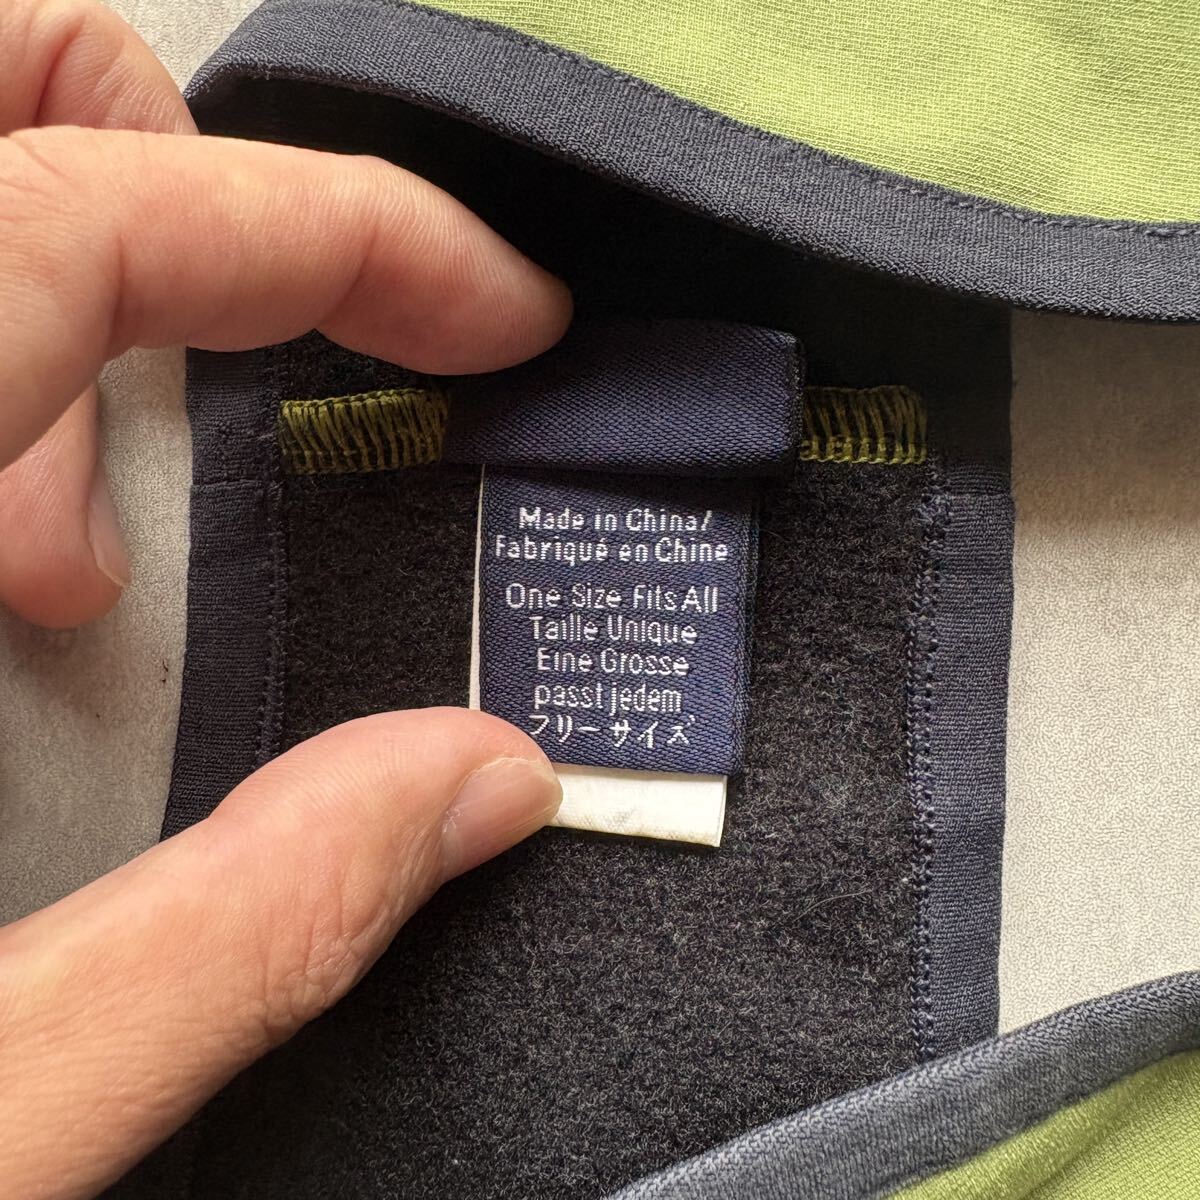 Made in China/
Fabriqué en Chine
One Size Fits All
Taille Unique
Eine Grosse
passt jedem
フリーサイズ